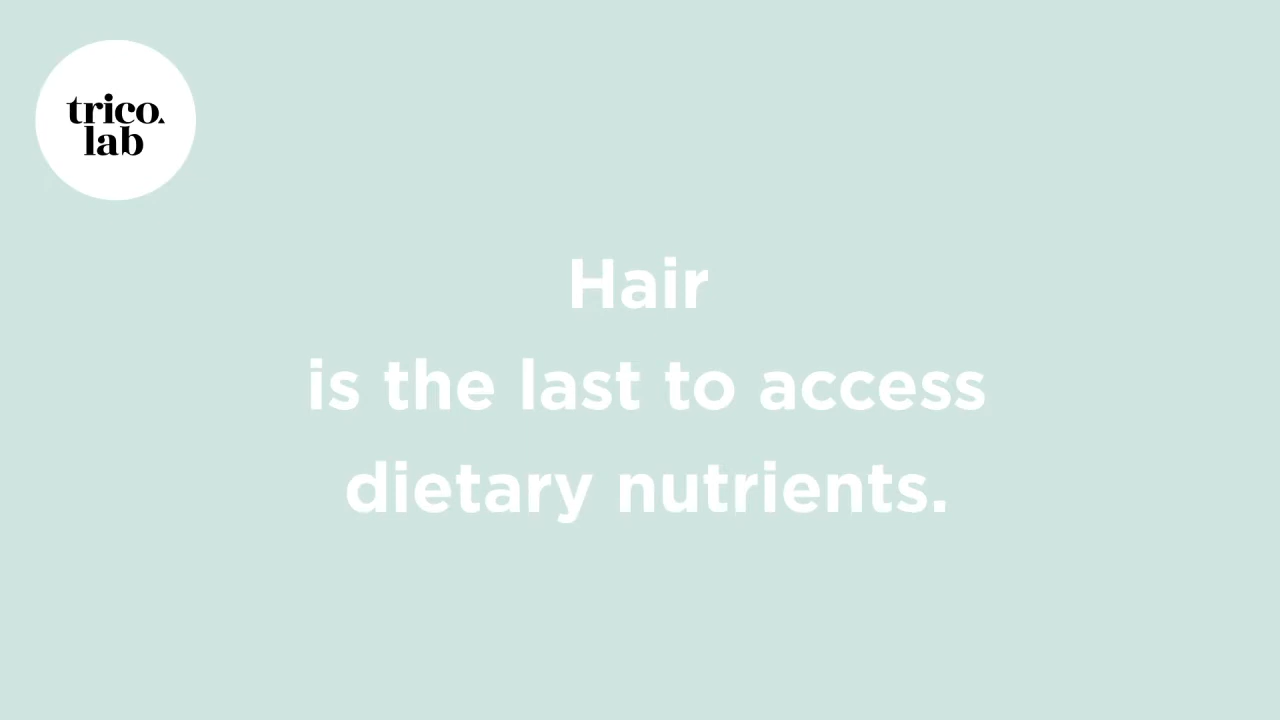 trico.
lab
Hair
is the last to access
dietary nutrients.